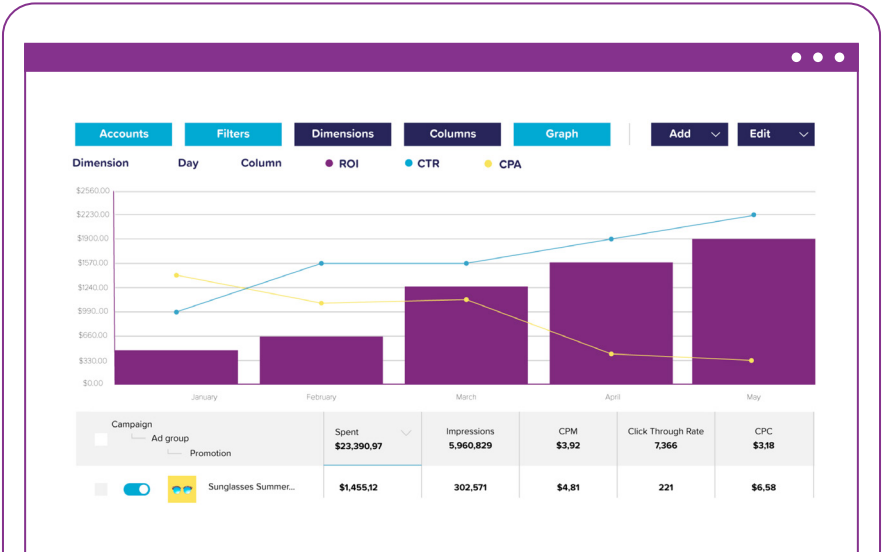 Accounts Filters Dimensions Columns Graph Add Edit
Dimension Day Column ROI CTR CPA
$2560.00
$2230.00
$1900.00
$1570.00
$1240.00
$990.00
$660.00
$330.00
$0.00
January February March April May
Campaign
Ad group
Promotion
Spent Impressions CPM Click Through Rate CPC
$23,390,97 5,960,829 $3,92 7,366 $3,18
Sunglasses Summer... $1,455,12 302,571 $4,81 221 $6,58